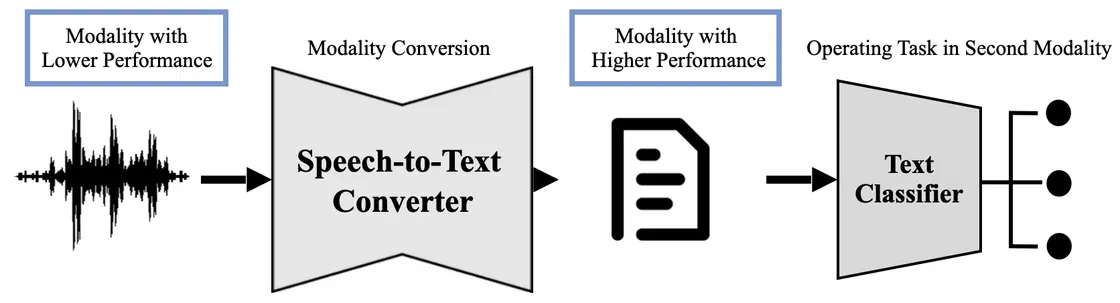 Modality with
Lower Performance
Modality Conversion
Modality with
Higher Performance
Operating Task in Second Modality
Speech-to-Text
Converter
Text
Classifier